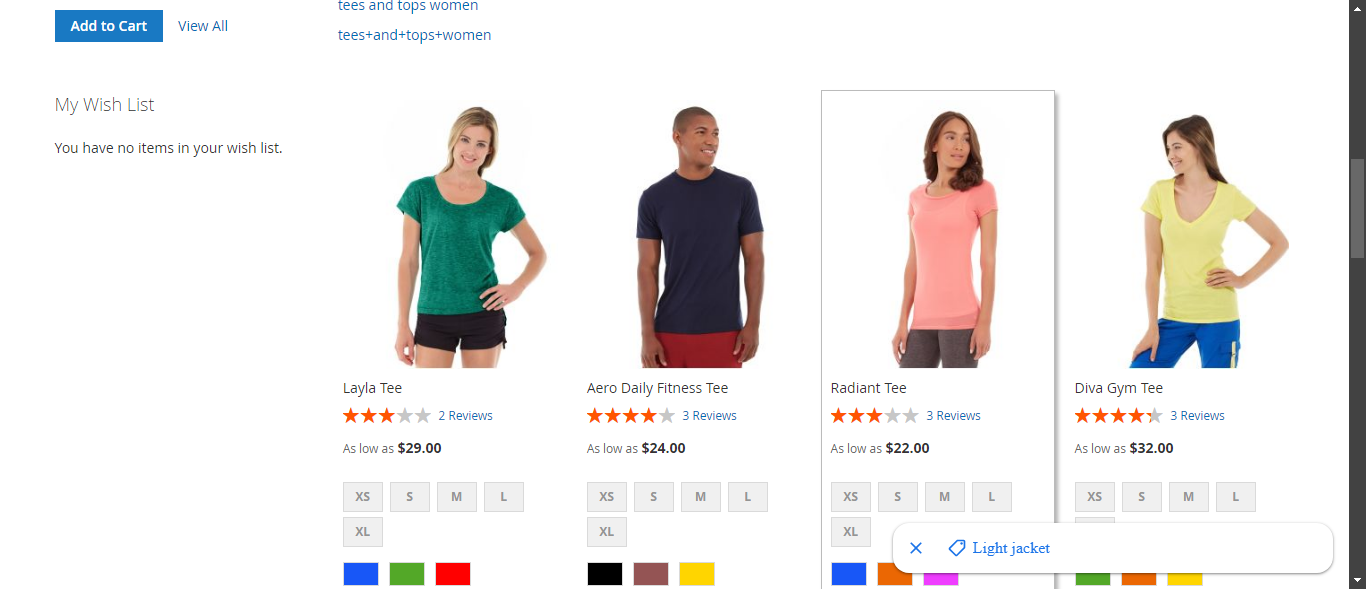 tees and tops women
Add to Cart View All
tees+and+tops+women
My Wish List
You have no items in your wish list.
Layla Tee
2 Reviews
As low as $29.00
XS S M L
XL
Aero Daily Fitness Tee
3 Reviews
As low as $24.00
XS S M L
XL
Radiant Tee
3 Reviews
As low as $22.00
XS S M L
XL
Diva Gym Tee
3 Reviews
As low as $32.00
XS S M L
Light jacket